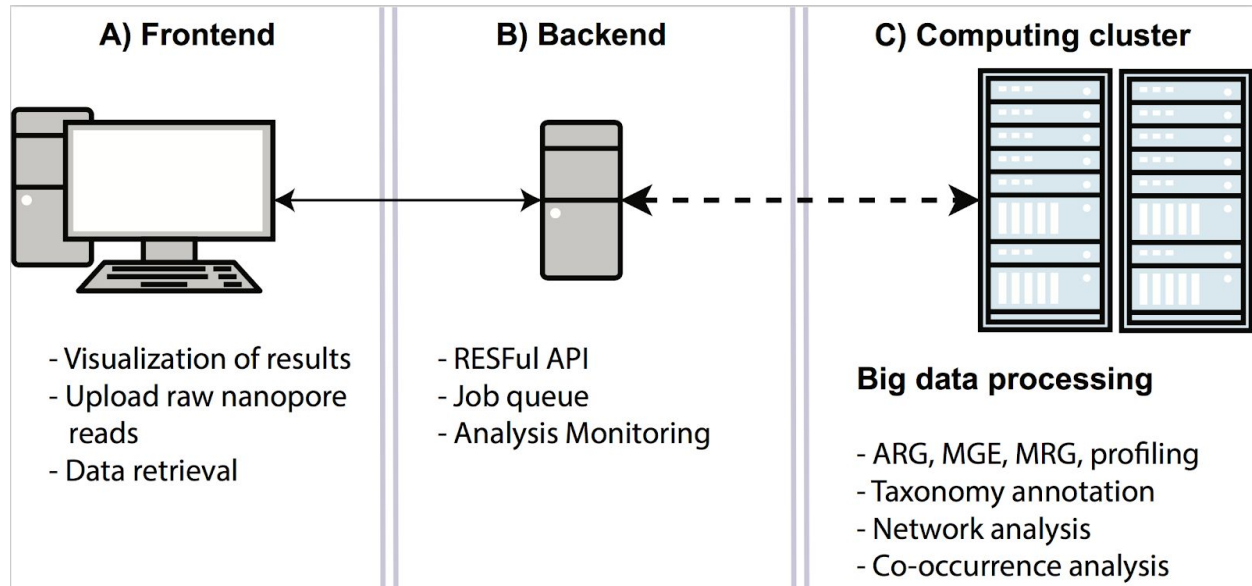 A) Frontend
- Visualization of results
- Upload raw nanopore
reads
- Data retrieval
B) Backend
- RESFul API
- Job queue
- Analysis Monitoring
C) Computing cluster
Big data processing
- ARG, MGE, MRG, profiling
- Taxonomy annotation
- Network analysis
- Co-occurrence analysis